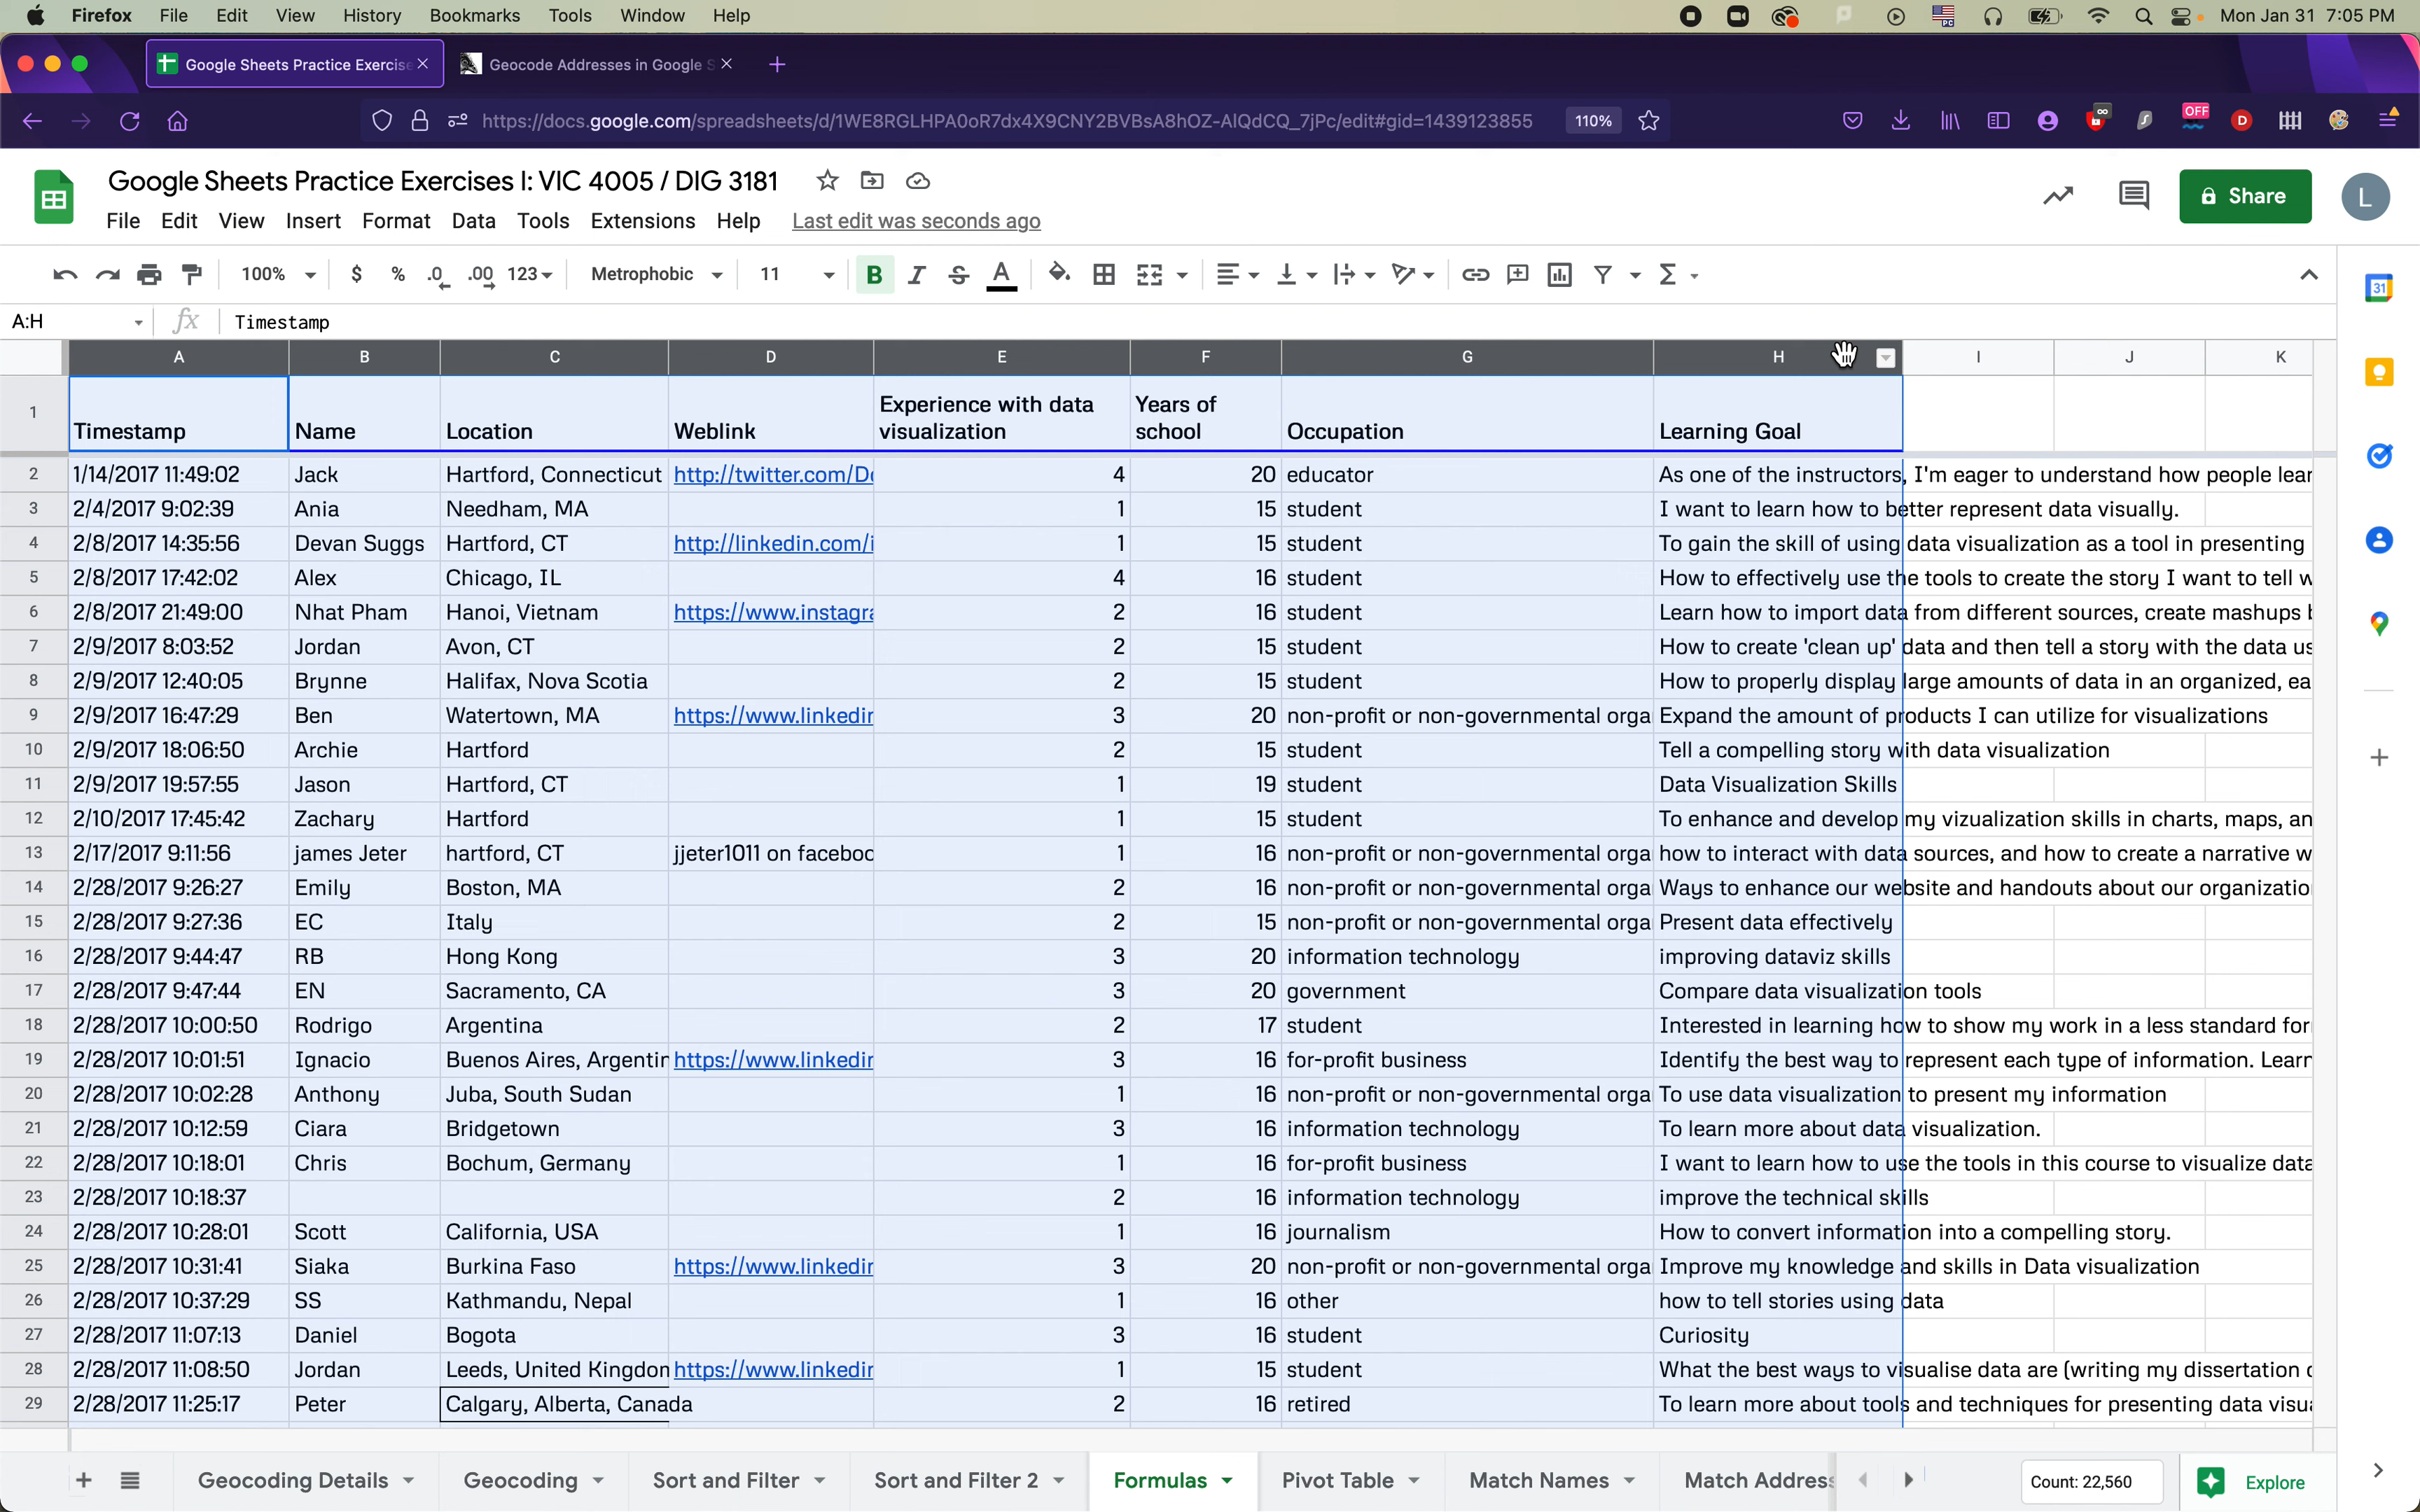 Firefox File Edit View History Bookmarks Tools Window Help Mon Jan 31 7:05 PM
Google Sheets Practice Exercise Geocode Addresses in Google S
https://docs.google.com/spreadsheets/d/1WE8RGLHPA0oR7dx4X9CNY2BVBsA8hOZ-AlQdCQ_7jPc/edit#gid=1439123855 110% OFF
Google Sheets Practice Exercises I: VIC 4005 / DIG 3181 Share L
File Edit View Insert Format Data Tools Extensions Help Last edit was seconds ago
100% $ % .0 .00 123 Metrophobic 11 B I S A Σ 31
A:H fx Timestamp
A B C D E F G H I J K
1 Timestamp Name Location Weblink Experience with data visualization Years of school Occupation Learning Goal
2 1/14/2017 11:49:02 Jack Hartford, Connecticut http://twitter.com/Do 4 20 educator As one of the instructors, I'm eager to understand how people lear
3 2/4/2017 9:02:39 Ania Needham, MA 1 15 student I want to learn how to better represent data visually.
4 2/8/2017 14:35:56 Devan Suggs Hartford, CT http://linkedin.com/i 1 15 student To gain the skill of using data visualization as a tool in presenting
5 2/8/2017 17:42:02 Alex Chicago, IL 4 16 student How to effectively use the tools to create the story I want to tell w
6 2/8/2017 21:49:00 Nhat Pham Hanoi, Vietnam https://www.instagra 2 16 student Learn how to import data from different sources, create mashups b
7 2/9/2017 8:03:52 Jordan Avon, CT 2 15 student How to create 'clean up' data and then tell a story with the data us
8 2/9/2017 12:40:05 Brynne Halifax, Nova Scotia 2 15 student How to properly display large amounts of data in an organized, ea
9 2/9/2017 16:47:29 Ben Watertown, MA https://www.linkedin 3 20 non-profit or non-governmental orga Expand the amount of products I can utilize for visualizations
10 2/9/2017 18:06:50 Archie Hartford 2 15 student Tell a compelling story with data visualization
11 2/9/2017 19:57:55 Jason Hartford, CT 1 19 student Data Visualization Skills
12 2/10/2017 17:45:42 Zachary Hartford 1 15 student To enhance and develop my vizualization skills in charts, maps, an
13 2/17/2017 9:11:56 james Jeter hartford, CT jjeter1011 on faceboo 1 16 non-profit or non-governmental orga how to interact with data sources, and how to create a narrative w
14 2/28/2017 9:26:27 Emily Boston, MA 2 16 non-profit or non-governmental orga Ways to enhance our website and handouts about our organizatio
15 2/28/2017 9:27:36 EC Italy 2 15 non-profit or non-governmental orga Present data effectively
16 2/28/2017 9:44:47 RB Hong Kong 3 20 information technology improving dataviz skills
17 2/28/2017 9:47:44 EN Sacramento, CA 3 20 government Compare data visualization tools
18 2/28/2017 10:00:50 Rodrigo Argentina 2 17 student Interested in learning how to show my work in a less standard for
19 2/28/2017 10:01:51 Ignacio Buenos Aires, Argentin https://www.linkedin 3 16 for-profit business Identify the best way to represent each type of information. Learn
20 2/28/2017 10:02:28 Anthony Juba, South Sudan 1 16 non-profit or non-governmental orga To use data visualization to present my information
21 2/28/2017 10:12:59 Ciara Bridgetown 3 16 information technology To learn more about data visualization.
22 2/28/2017 10:18:01 Chris Bochum, Germany 1 16 for-profit business I want to learn how to use the tools in this course to visualize data
23 2/28/2017 10:18:37 2 16 information technology improve the technical skills
24 2/28/2017 10:28:01 Scott California, USA 1 16 journalism How to convert information into a compelling story.
25 2/28/2017 10:31:41 Siaka Burkina Faso https://www.linkedin 3 20 non-profit or non-governmental orga Improve my knowledge and skills in Data visualization
26 2/28/2017 10:37:29 SS Kathmandu, Nepal 1 16 other how to tell stories using data
27 2/28/2017 11:07:13 Daniel Bogota 3 16 student Curiosity
28 2/28/2017 11:08:50 Jordan Leeds, United Kingdom https://www.linkedin 1 15 student What the best ways to visualise data are (writing my dissertation o
29 2/28/2017 11:25:17 Peter Calgary, Alberta, Canada 2 16 retired To learn more about tools and techniques for presenting data visu
Geocoding Details Geocoding Sort and Filter Sort and Filter 2 Formulas Pivot Table Match Names Match Address Count: 22,560 Explore